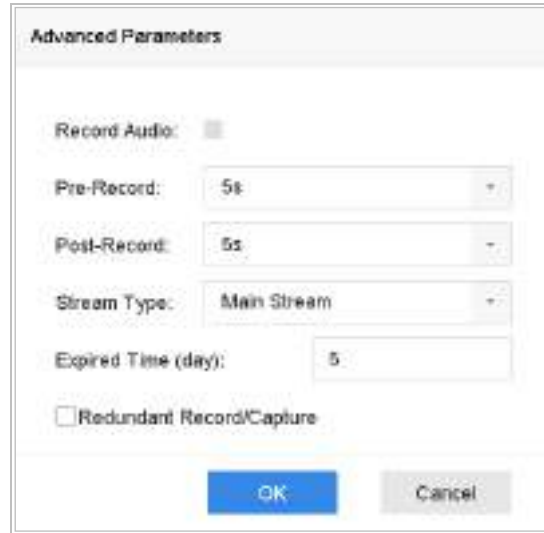 Advanced Parameters
Record Audio:
Pre-Record: 5s
Post-Record: 5s
Stream Type: Main Stream
Expired Time (day): 5
Redundant Record/Capture
OK Cancel